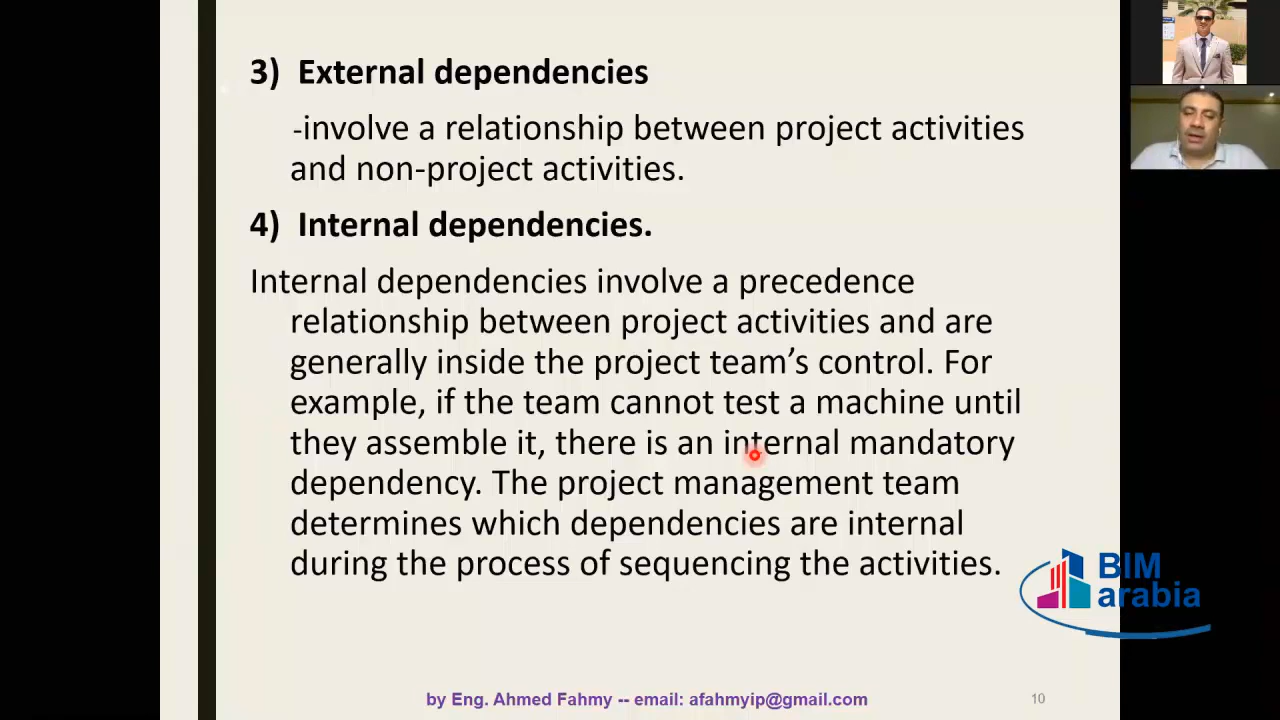 3) External dependencies
-involve a relationship between project activities
and non-project activities.
4) Internal dependencies.
Internal dependencies involve a precedence
relationship between project activities and are
generally inside the project team’s control. For
example, if the team cannot test a machine until
they assemble it, there is an internal mandatory
dependency. The project management team
determines which dependencies are internal
during the process of sequencing the activities.
BIM
arabia
by Eng. Ahmed Fahmy -- email: afahmyip@gmail.com
10